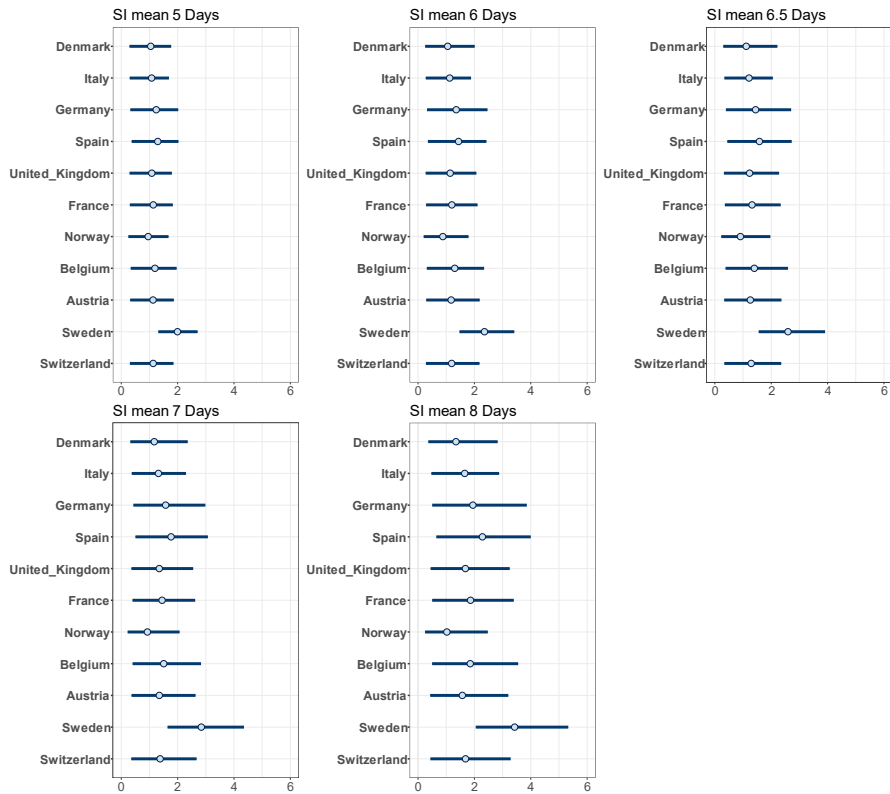 SI mean 5 Days
Denmark
Italy
Germany
Spain
United_Kingdom
France
Norway
Belgium
Austria
Sweden
Switzerland
0 2 4 6
SI mean 6 Days
Denmark
Italy
Germany
Spain
United_Kingdom
France
Norway
Belgium
Austria
Sweden
Switzerland
0 2 4 6
SI mean 6.5 Days
Denmark
Italy
Germany
Spain
United_Kingdom
France
Norway
Belgium
Austria
Sweden
Switzerland
0 2 4 6
SI mean 7 Days
Denmark
Italy
Germany
Spain
United_Kingdom
France
Norway
Belgium
Austria
Sweden
Switzerland
0 2 4 6
SI mean 8 Days
Denmark
Italy
Germany
Spain
United_Kingdom
France
Norway
Belgium
Austria
Sweden
Switzerland
0 2 4 6